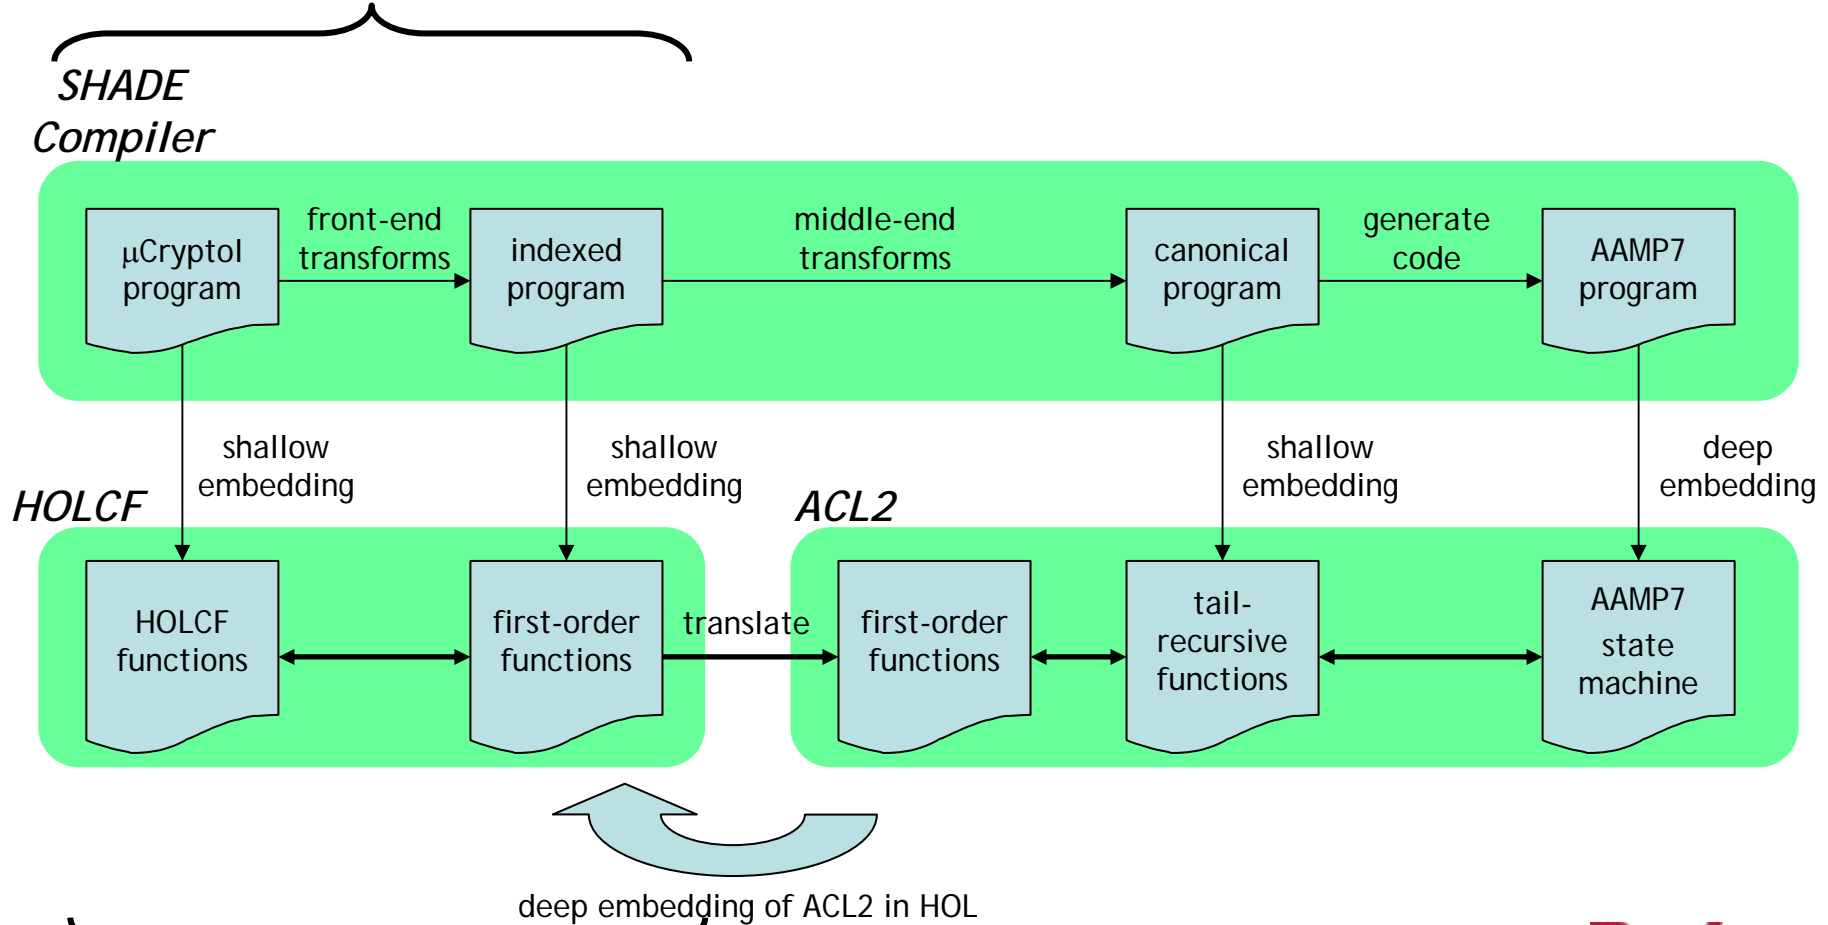 SHADE
Compiler
μCryptol
program
front-end
transforms
indexed
program
middle-end
transforms
canonical
program
generate
code
AAMP7
program
shallow
embedding
shallow
embedding
shallow
embedding
deep
embedding
HOLCF
ACL2
HOLCF
functions
first-order
functions
translate
first-order
functions
tail-
recursive
functions
AAMP7
state
machine
deep embedding of ACL2 in HOL